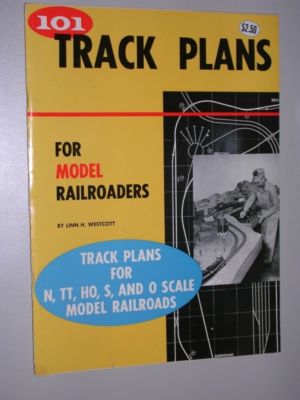 101
$2.50
TRACK PLANS
FOR
MODEL
RAILROADERS
BY LINN H. WESTCOTT
TRACK PLANS
FOR
N, TT, HO, S, AND O SCALE
MODEL RAILROADS